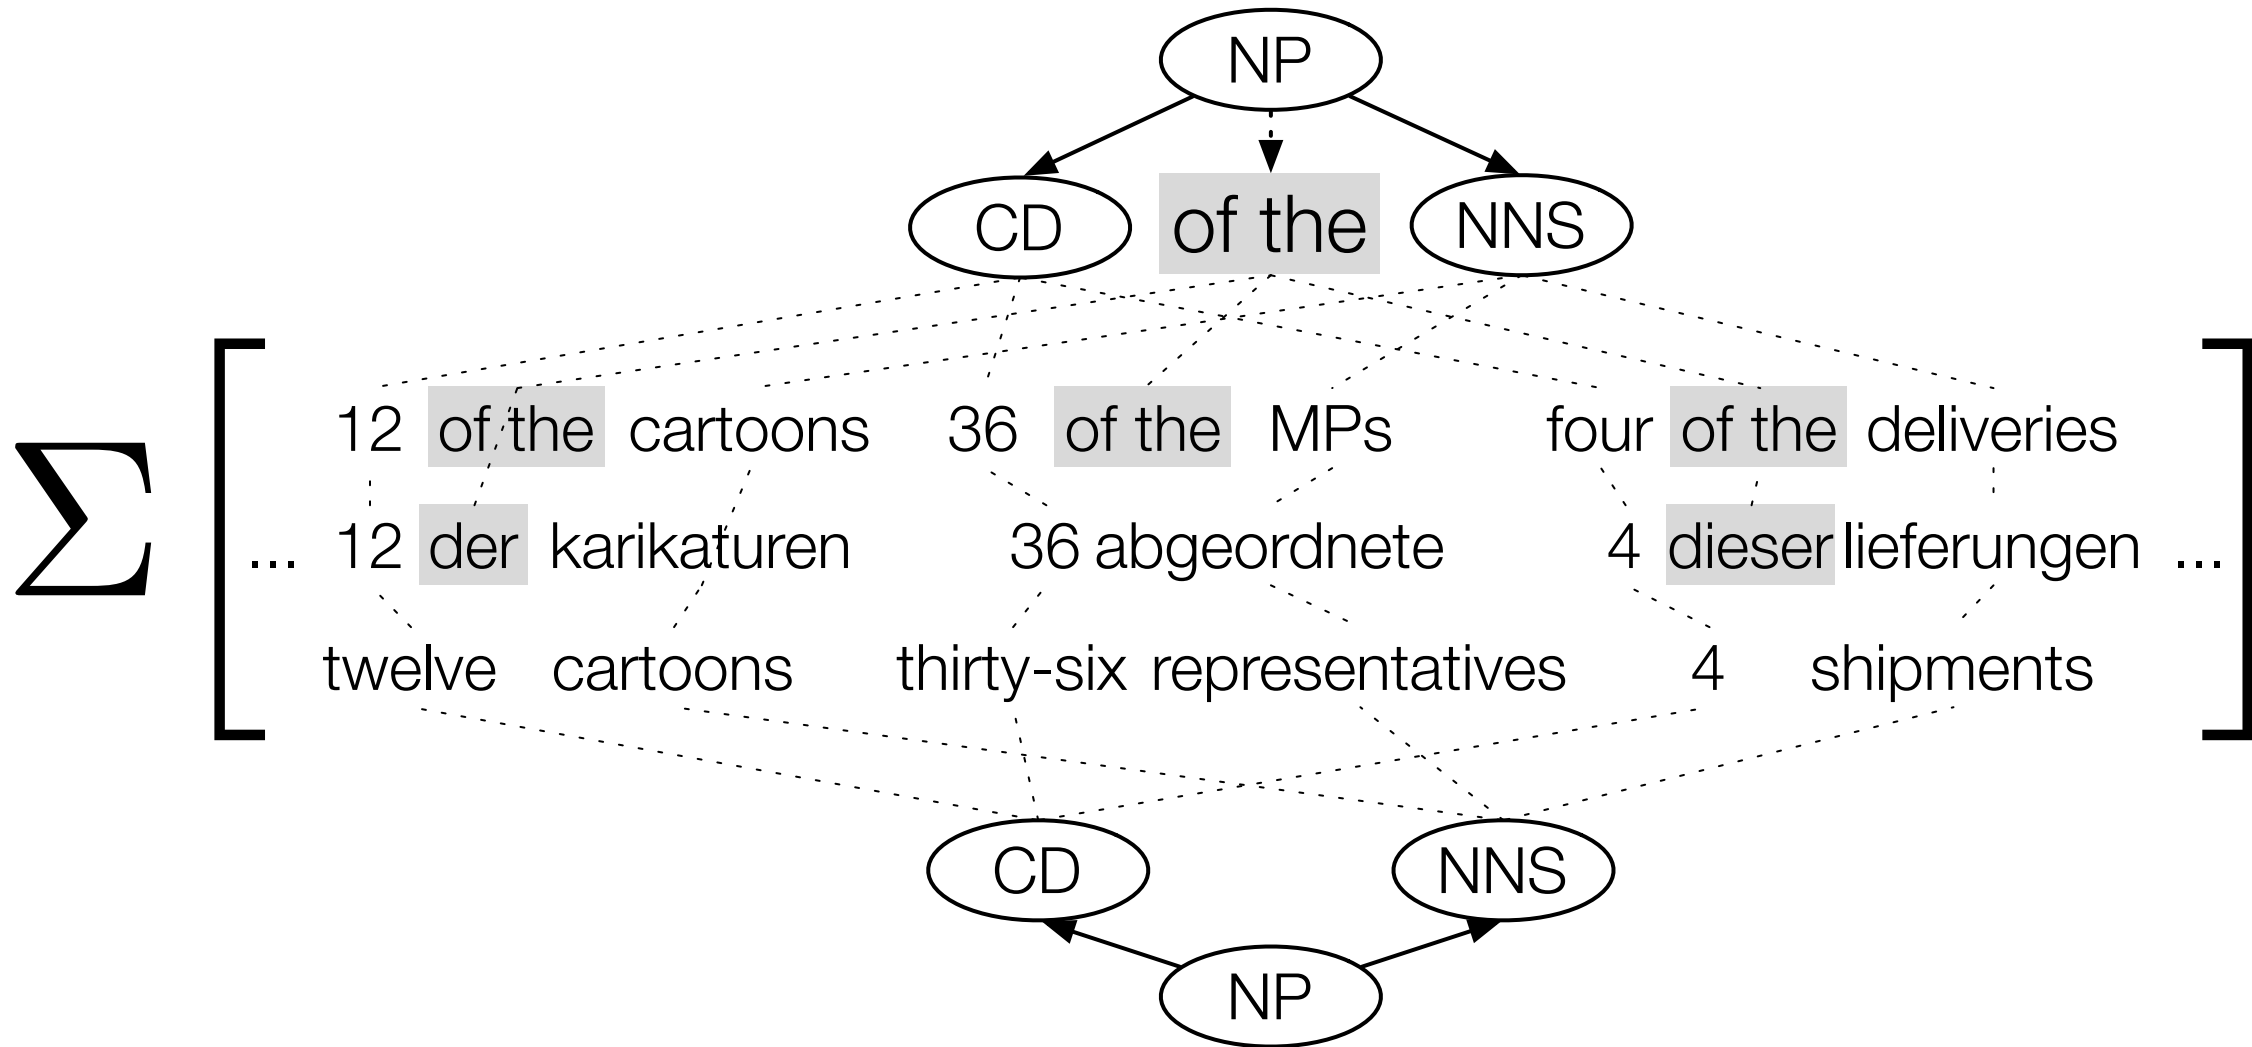 NP
CD of the NNS
12 of the cartoons 36 of the MPs four of the deliveries
∑ [ ... 12 der karikaturen 36 abgeordnete 4 dieser lieferungen ... ]
twelve cartoons thirty-six representatives 4 shipments
CD NNS
NP